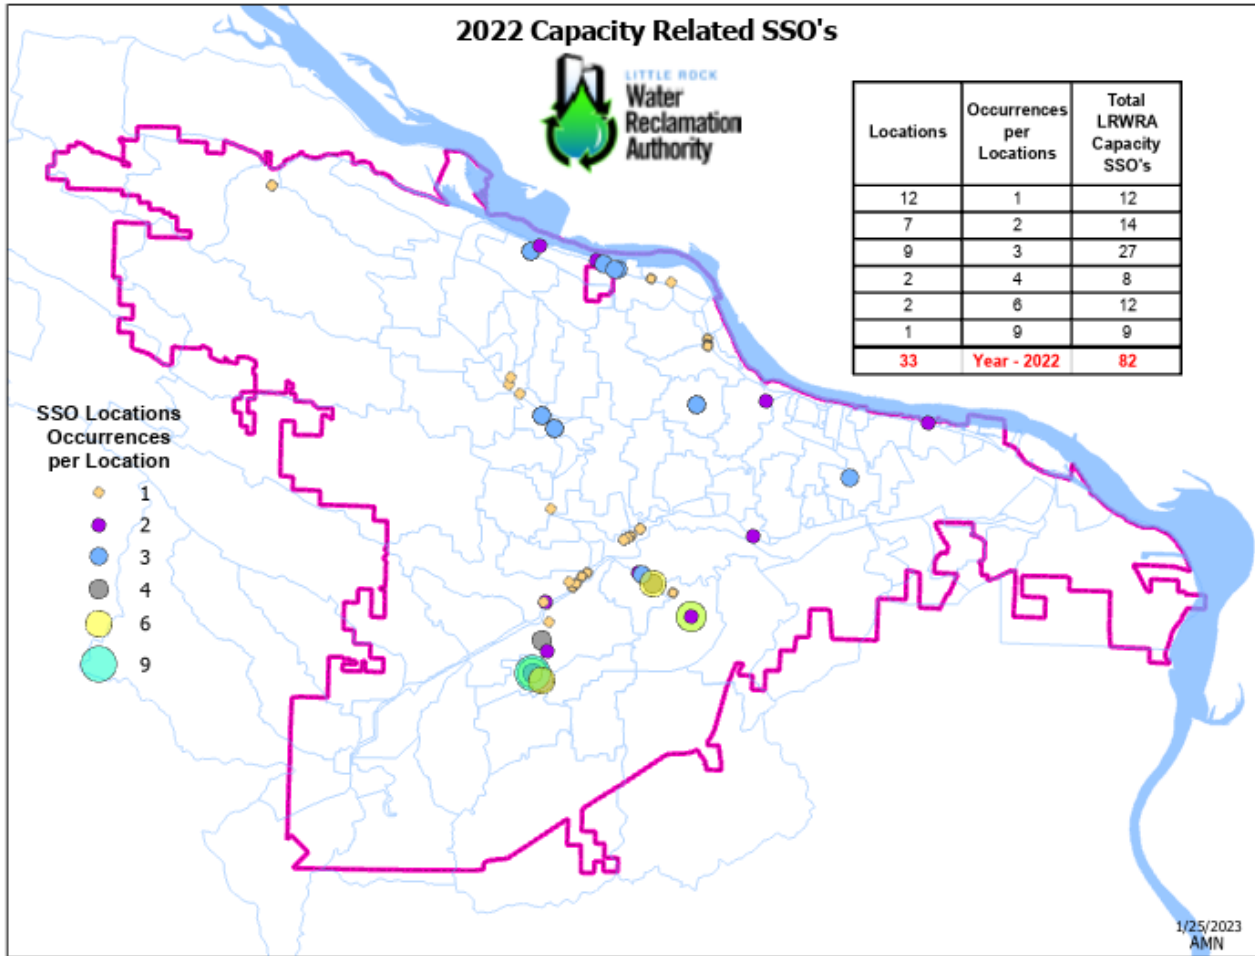 2022 Capacity Related SSO's
LITTLE ROCK
Water
Reclamation
Authority
Locations
Occurrences
per
Locations
Total
LRWRA
Capacity
SSO's
12 1 12
7 2 14
9 3 27
2 4 8
2 6 12
1 9 9
33 Year - 2022 82
SSO Locations
Occurrences
per Location
1
2
3
4
6
9
1/25/2023
AMN